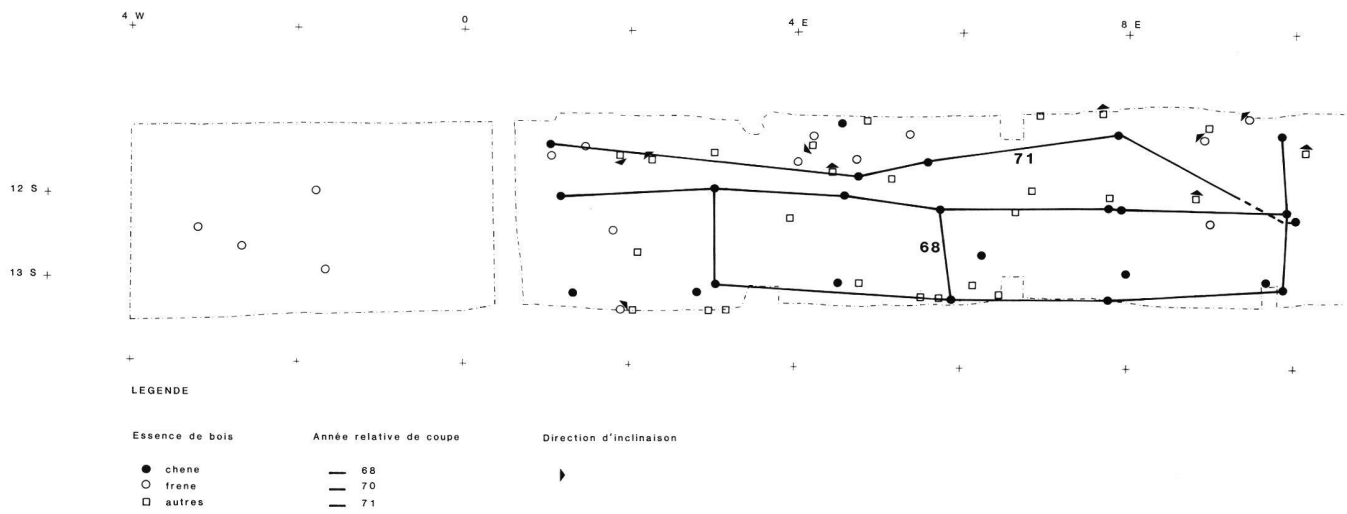 4 W 0 4 E 8 E
71
12 S
68
13 S
LEGENDE
Essence de bois Année relative de coupe Direction d'inclinaison
chene 68
frene 70
autres 71